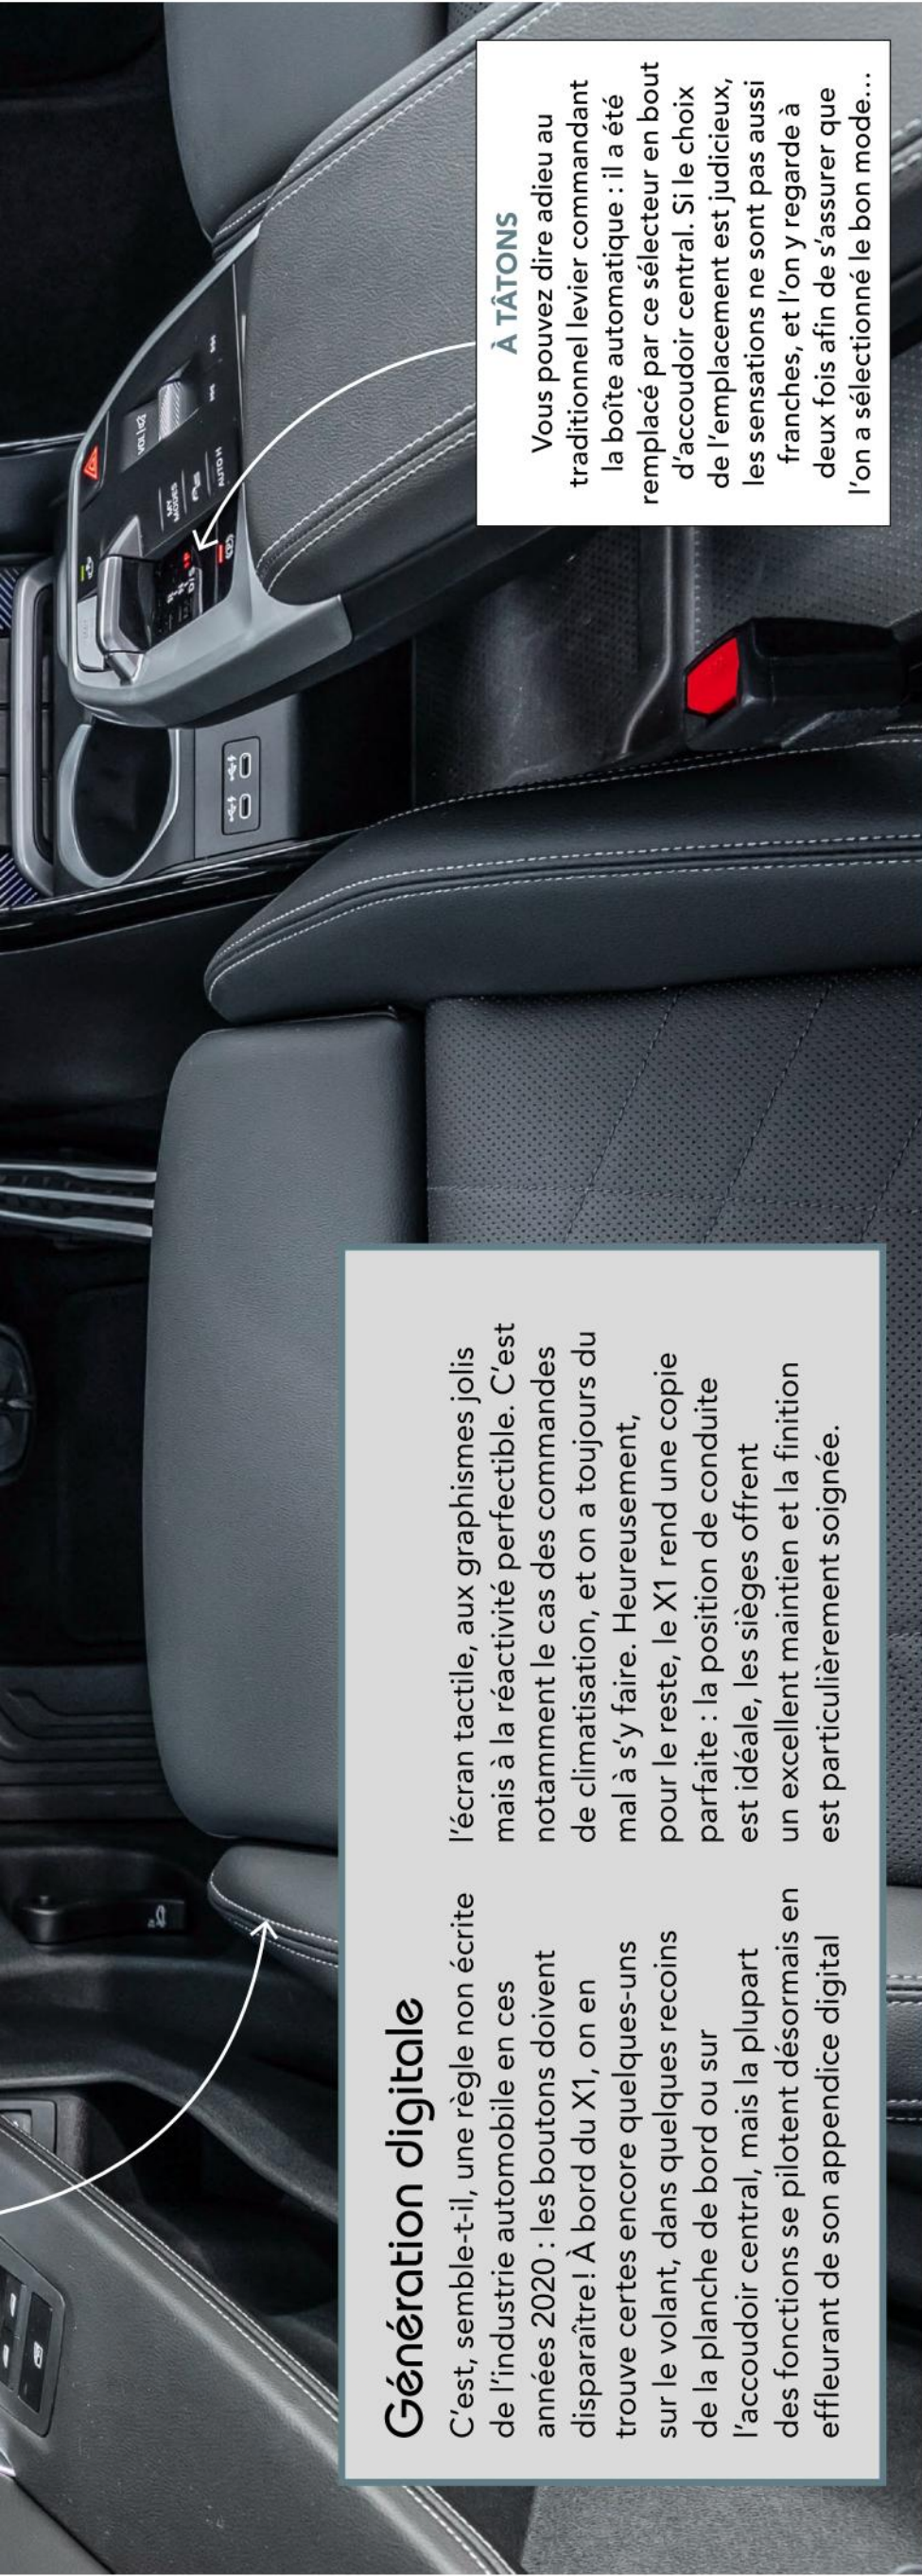 Génération digitale
C'est, semble-t-il, une règle non écrite
de l'industrie automobile en ces
années 2020 : les boutons doivent
disparaître! À bord du X1, on en
trouve certes encore quelques-uns
sur le volant, dans quelques recoins
de la planche de bord ou sur
l'accoudoir central, mais la plupart
des fonctions se pilotent désormais en
effleurant de son appendice digital
l'écran tactile, aux graphismes jolis
mais à la réactivité perfectible. C'est
notamment le cas des commandes
de climatisation, et on a toujours du
mal à s'y faire. Heureusement,
pour le reste, le X1 rend une copie
parfaite : la position de conduite
est idéale, les sièges offrent
un excellent maintien et la finition
est particulièrement soignée.
À TÂTONS
Vous pouvez dire adieu au
traditionnel levier commandant
la boîte automatique : il a été
remplacé par ce sélecteur en bout
d'accoudoir central. Si le choix
de l'emplacement est judicieux,
les sensations ne sont pas aussi
franches, et l'on y regarde à
deux fois afin de s'assurer que
l'on a sélectionné le bon mode...
MY
MODES
AUTO H